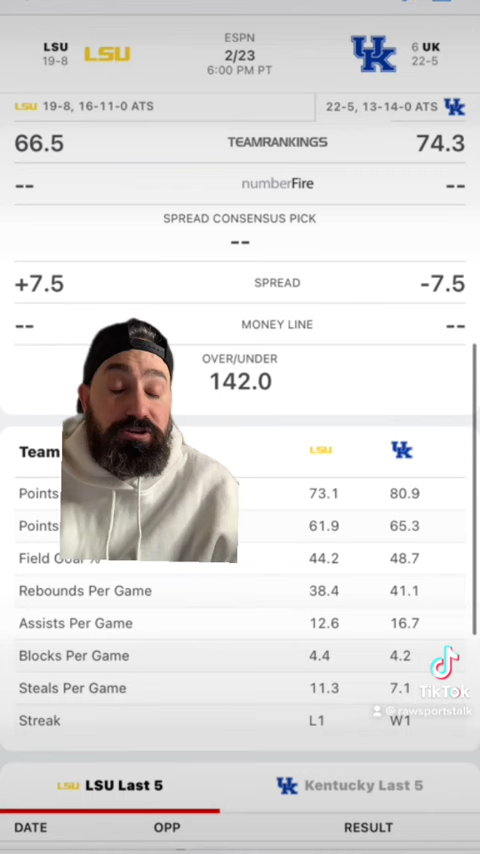 ESPN
LSU LSU 2/23 UK 6 UK
19-8 6:00 PM PT 22-5
LSU 19-8, 16-11-0 ATS 22-5, 13-14-0 ATS UK
66.5 TEAMRANKINGS 74.3
-- numberFire --
SPREAD CONSENSUS PICK
--
+7.5 SPREAD -7.5
-- MONEY LINE --
OVER/UNDER
142.0
Team LSU UK
Points 73.1 80.9
Points 61.9 65.3
Field Goal % 44.2 48.7
Rebounds Per Game 38.4 41.1
Assists Per Game 12.6 16.7
Blocks Per Game 4.4 4.2
Steals Per Game 11.3 7.1
TikTok
@rawsportstalk
Streak L1 W1
LSU LSU Last 5 UK Kentucky Last 5
DATE OPP RESULT